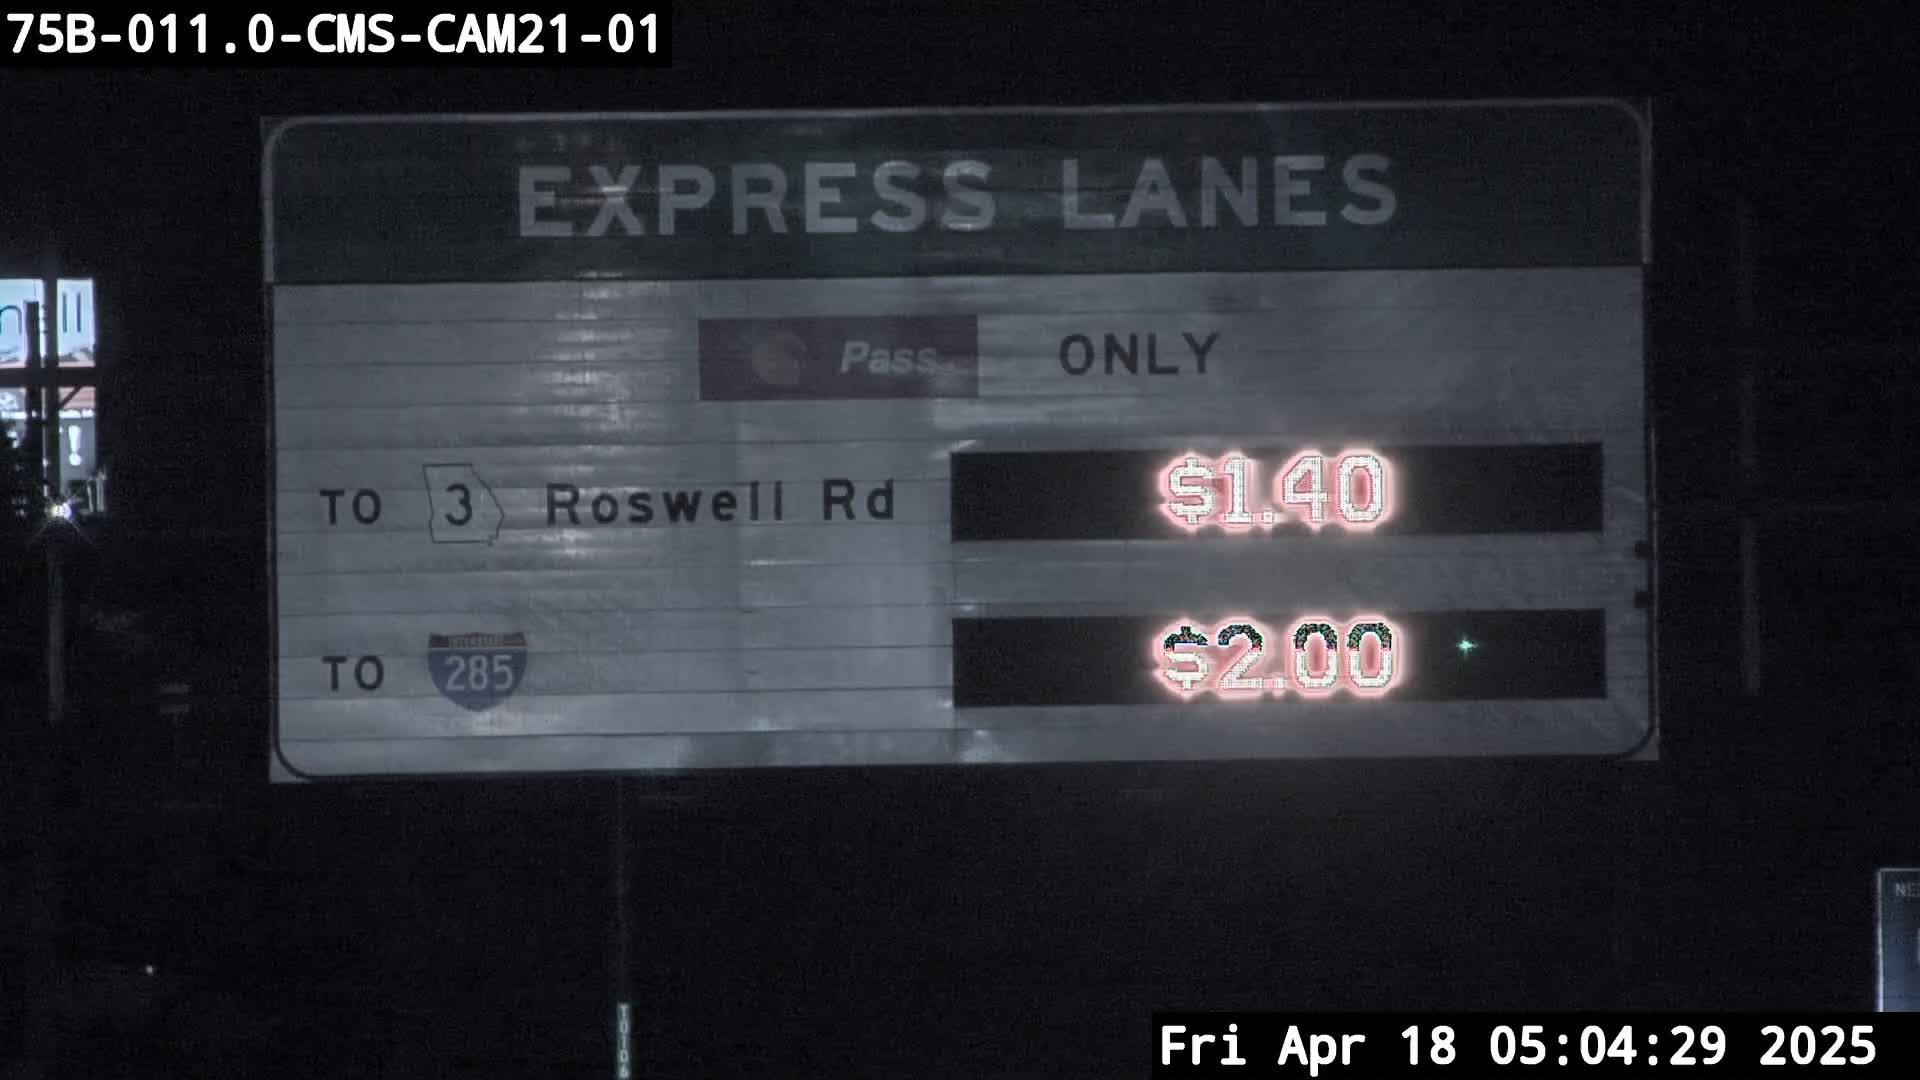 75B-011.0-CMS-CAM21-01
EXPRESS LANES
Pass ONLY
TO 3 Roswell Rd $1.40
TO INTERSTATE 285 $2.00
Fri Apr 18 05:04:29 2025